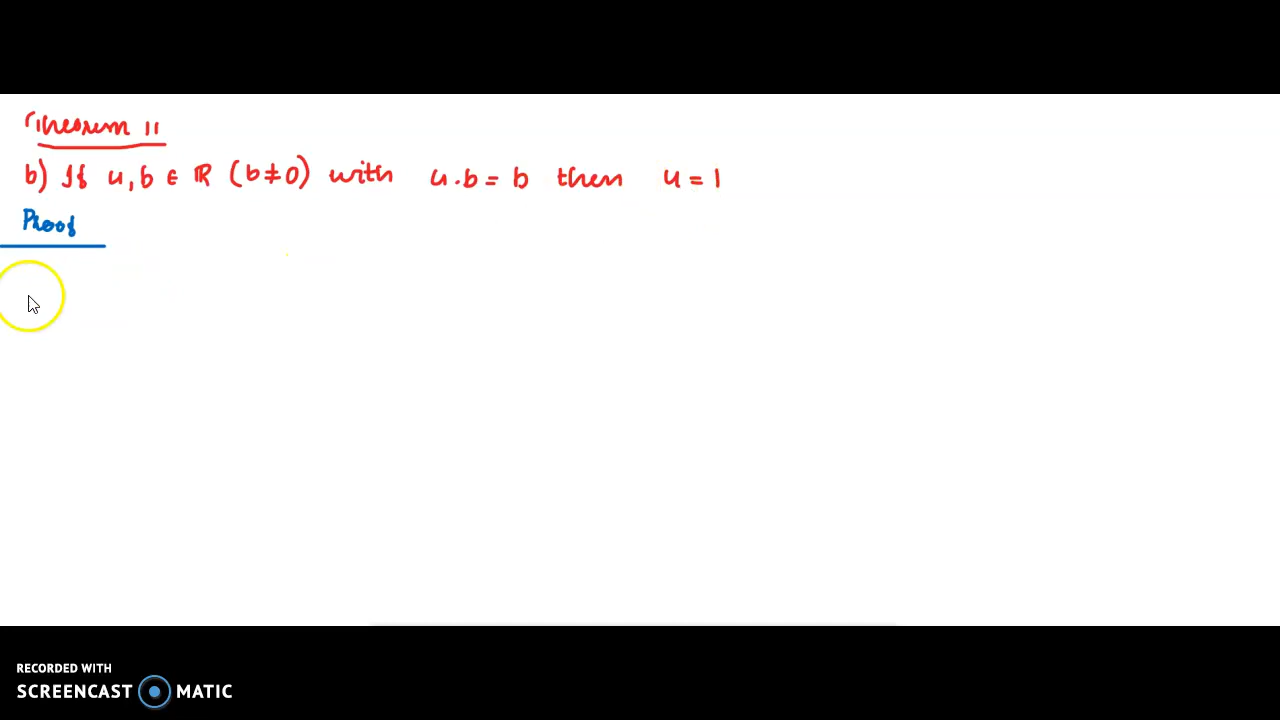 Theorem 11
b) If u, b ∈ ℝ (b ≠ 0) with u . b = b then u = 1
Proof
RECORDED WITH
SCREENCAST MATIC